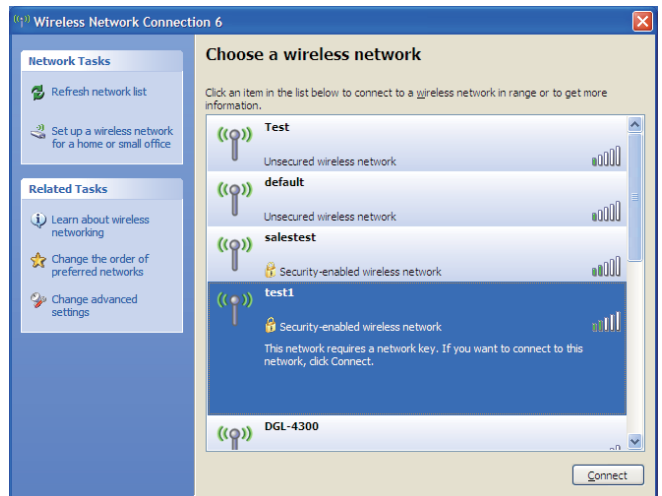 Wireless Network Connection 6
Network Tasks
Refresh network list
Set up a wireless network
for a home or small office
Related Tasks
Learn about wireless
networking
Change the order of
preferred networks
Change advanced
settings
Choose a wireless network
Click an item in the list below to connect to a wireless network in range or to get more
information.
Test
Unsecured wireless network
default
Unsecured wireless network
salestest
Security-enabled wireless network
test1
Security-enabled wireless network
This network requires a network key. If you want to connect to this
network, click Connect.
DGL-4300
Connect